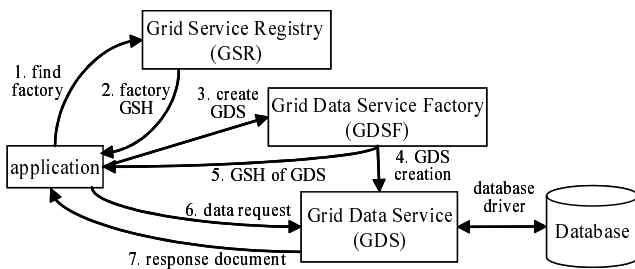 Grid Service Registry
(GSR)
1. find
factory
2. factory
GSH
3. create
GDS
Grid Data Service Factory
(GDSF)
application
5. GSH of GDS
4. GDS
creation
6. data request
Grid Data Service
(GDS)
database
driver
Database
7. response document